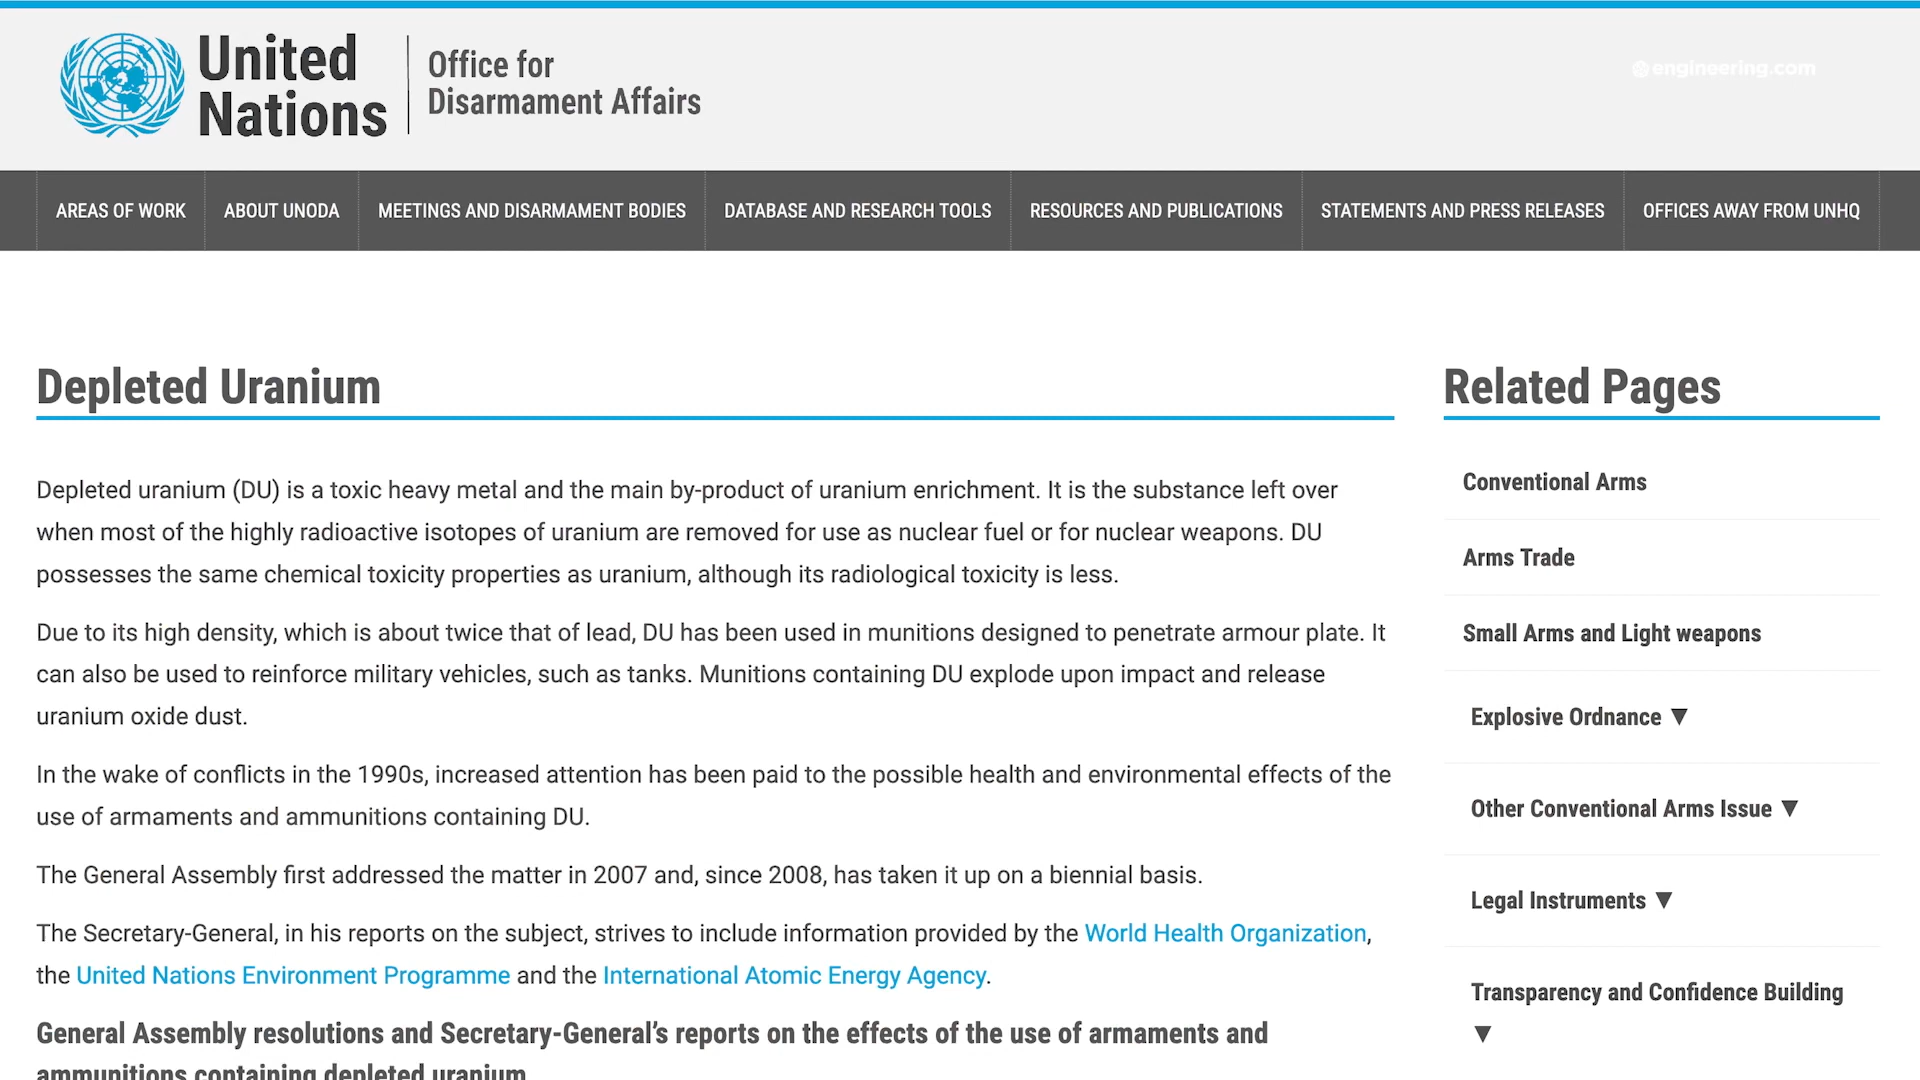 United
Nations
Office for
Disarmament Affairs
engineering.com
AREAS OF WORK
ABOUT UNODA
MEETINGS AND DISARMAMENT BODIES
DATABASE AND RESEARCH TOOLS
RESOURCES AND PUBLICATIONS
STATEMENTS AND PRESS RELEASES
OFFICES AWAY FROM UNHQ
Depleted Uranium
Depleted uranium (DU) is a toxic heavy metal and the main by-product of uranium enrichment. It is the substance left over
when most of the highly radioactive isotopes of uranium are removed for use as nuclear fuel or for nuclear weapons. DU
possesses the same chemical toxicity properties as uranium, although its radiological toxicity is less.
Due to its high density, which is about twice that of lead, DU has been used in munitions designed to penetrate armour plate. It
can also be used to reinforce military vehicles, such as tanks. Munitions containing DU explode upon impact and release
uranium oxide dust.
In the wake of conflicts in the 1990s, increased attention has been paid to the possible health and environmental effects of the
use of armaments and ammunitions containing DU.
The General Assembly first addressed the matter in 2007 and, since 2008, has taken it up on a biennial basis.
The Secretary-General, in his reports on the subject, strives to include information provided by the World Health Organization,
the United Nations Environment Programme and the International Atomic Energy Agency.
General Assembly resolutions and Secretary-General's reports on the effects of the use of armaments and
ammunitions containing depleted uranium
Related Pages
Conventional Arms
Arms Trade
Small Arms and Light weapons
Explosive Ordnance ▼
Other Conventional Arms Issue ▼
Legal Instruments ▼
Transparency and Confidence Building
▼